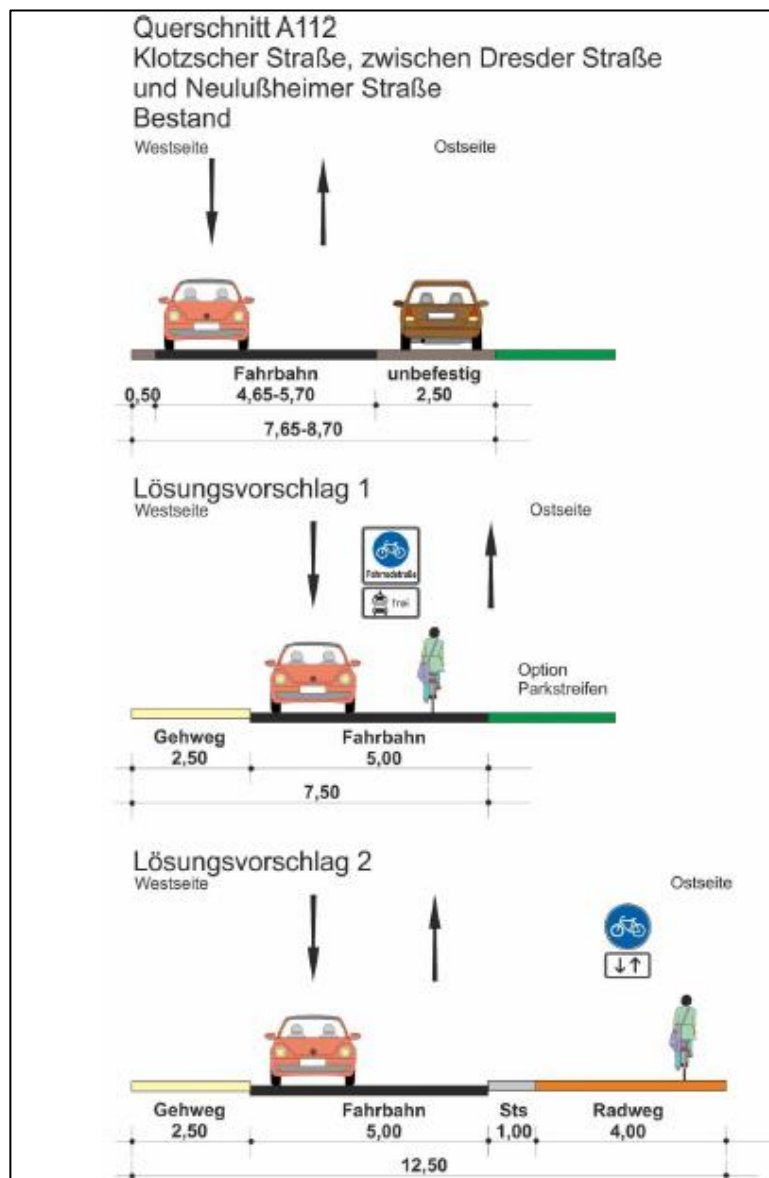 Querschnitt A112
Klotzscher Straße, zwischen Dresder Straße
und Neulußheimer Straße
Bestand
Westseite Ostseite
Fahrbahn unbefestig
0,50 4,65-5,70 2,50
7,65-8,70
Lösungsvorschlag 1
Westseite Ostseite
Fahrradstraße
frei
Option
Parkstreifen
Gehweg Fahrbahn
2,50 5,00
7,50
Lösungsvorschlag 2
Westseite Ostseite
Gehweg Fahrbahn Sts Radweg
2,50 5,00 1,00 4,00
12,50